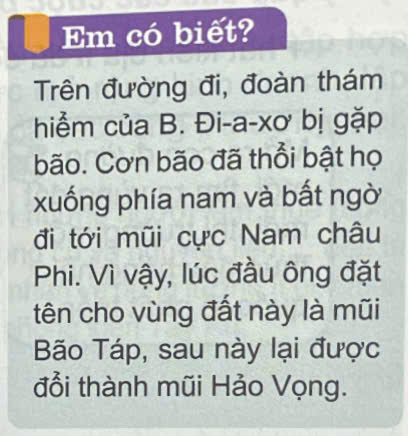 Em có biết?
Trên đường đi, đoàn thám
hiểm của B. Đi-a-xơ bị gặp
bão. Cơn bão đã thổi bật họ
xuống phía nam và bất ngờ
đi tới mũi cực Nam châu
Phi. Vì vậy, lúc đầu ông đặt
tên cho vùng đất này là mũi
Bão Táp, sau này lại được
đổi thành mũi Hảo Vọng.